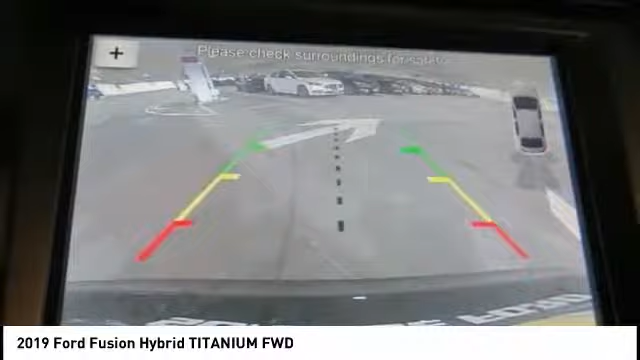 +
Please check surroundings for safety
2019 Ford Fusion Hybrid TITANIUM FWD